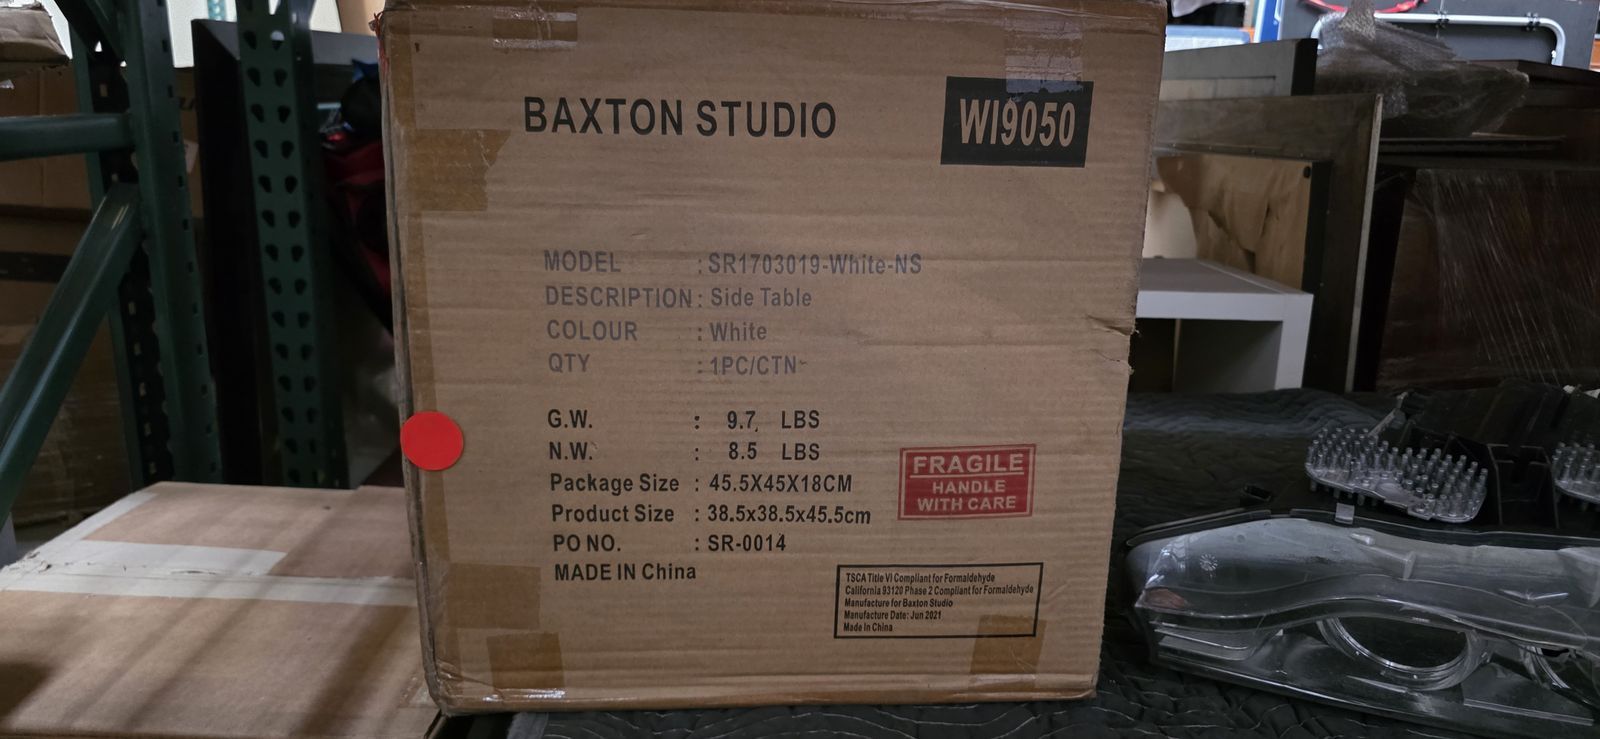 BAXTON STUDIO
WI9050
MODEL : SR1703019-White-NS
DESCRIPTION : Side Table
COLOUR : White
QTY : 1PC/CTN
G.W. : 9.7 LBS
N.W. : 8.5 LBS
Package Size : 45.5X45X18CM
Product Size : 38.5x38.5x45.5cm
PO NO. : SR-0014
MADE IN China
FRAGILE
HANDLE
WITH CARE
TSCA Title VI Compliant for Formaldehyde
California 93120 Phase 2 Compliant for Formaldehyde
Manufacture for Baxton Studio
Manufacture Date: Jun 2021
Made in China